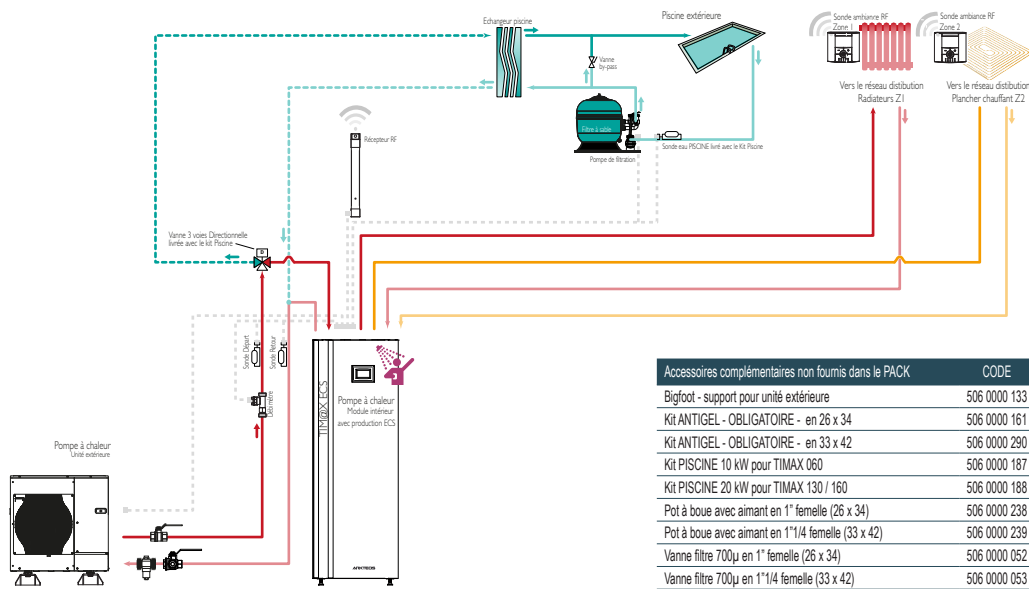 Echangeur piscine
Piscine extérieure
Sonde ambiance RF
Zone 1
Sonde ambiance RF
Zone 2
Vanne
by-pass
Vers le réseau distibution
Radiateurs Z1
Vers le réseau distibution
Plancher chauffant Z2
Récepteur RF
Filtre à sable
Sonde eau PISCINE livré avec le Kit Piscine
Pompe de filtration
Vanne 3 voies Directionnelle
livrée avec le kit Piscine
Sonde Départ
Sonde Retour
Débimètre
TIM@X ECS
Pompe à chaleur
Module intérieur
avec production ECS
ARKTEOS
Pompe à chaleur
Unité extérieure
Accessoires complémentaires non fournis dans le PACK CODE
Bigfoot - support pour unité extérieure 506 0000 133
Kit ANTIGEL - OBLIGATOIRE - en 26 x 34 506 0000 161
Kit ANTIGEL - OBLIGATOIRE - en 33 x 42 506 0000 290
Kit PISCINE 10 kW pour TIMAX 060 506 0000 187
Kit PISCINE 20 kW pour TIMAX 130 / 160 506 0000 188
Pot à boue avec aimant en 1" femelle (26 x 34) 506 0000 238
Pot à boue avec aimant en 1"1/4 femelle (33 x 42) 506 0000 239
Vanne filtre 700µ en 1" femelle (26 x 34) 506 0000 052
Vanne filtre 700µ en 1"1/4 femelle (33 x 42) 506 0000 053